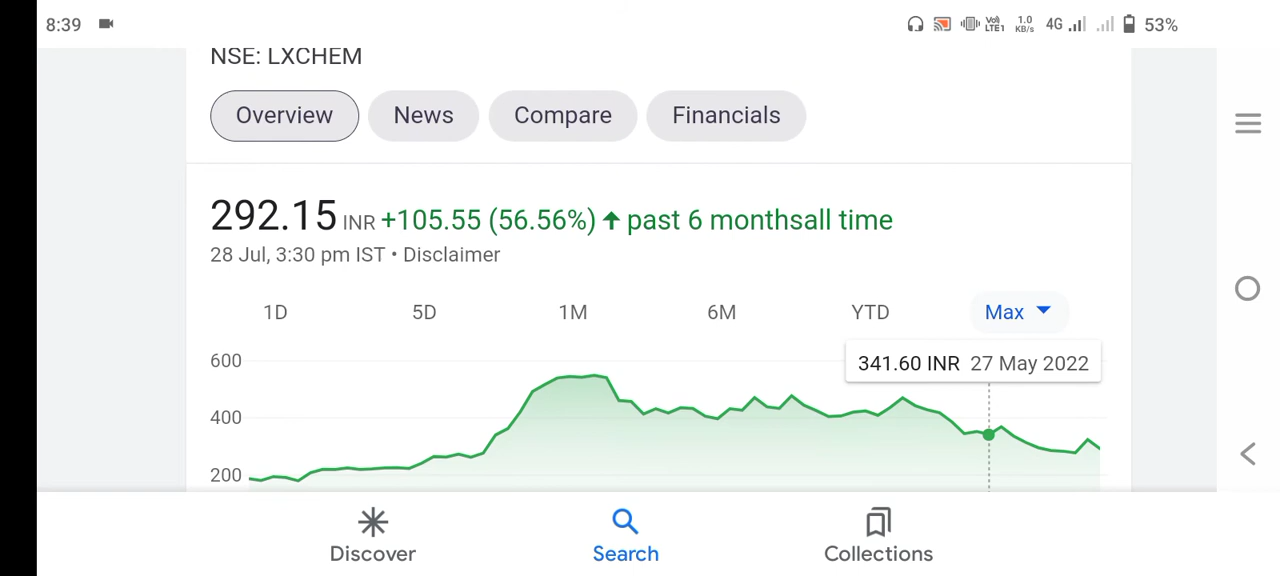 8:39 Vo) LTE1 1.0 KB/s 4G 53%
NSE: LXCHEM
Overview News Compare Financials
292.15 INR +105.55 (56.56%) ↑ past 6 monthsall time
28 Jul, 3:30 pm IST • Disclaimer
1D 5D 1M 6M YTD Max
600
341.60 INR 27 May 2022
400
200
Discover Search Collections